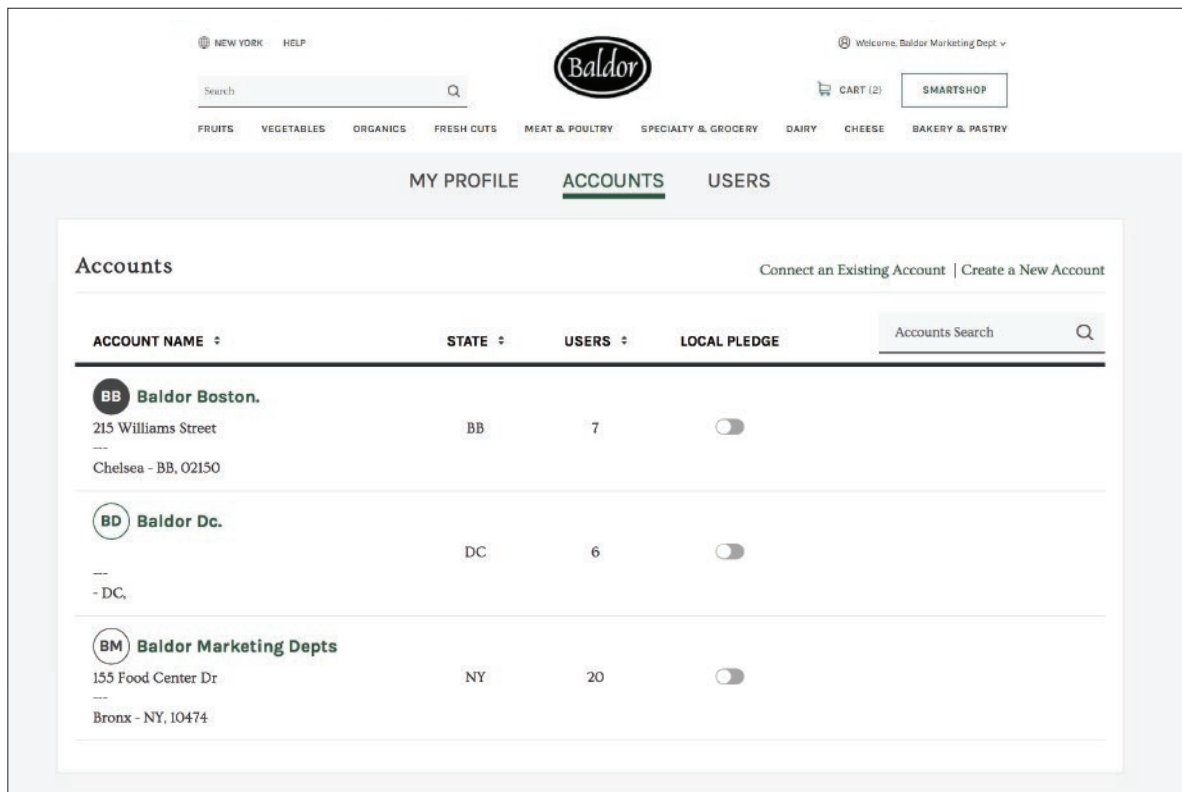 NEW YORK HELP
Welcome, Baldor Marketing Dept
Baldor
Search
CART (2)
SMARTSHOP
FRUITS VEGETABLES ORGANICS FRESH CUTS MEAT & POULTRY SPECIALTY & GROCERY DAIRY CHEESE BAKERY & PASTRY
MY PROFILE ACCOUNTS USERS
Accounts
Connect an Existing Account | Create a New Account
ACCOUNT NAME STATE USERS LOCAL PLEDGE Accounts Search
BB Baldor Boston.
215 Williams Street BB 7
---
Chelsea - BB, 02150
BD Baldor Dc.
DC 6
---
- DC,
BM Baldor Marketing Depts
155 Food Center Dr NY 20
---
Bronx - NY, 10474